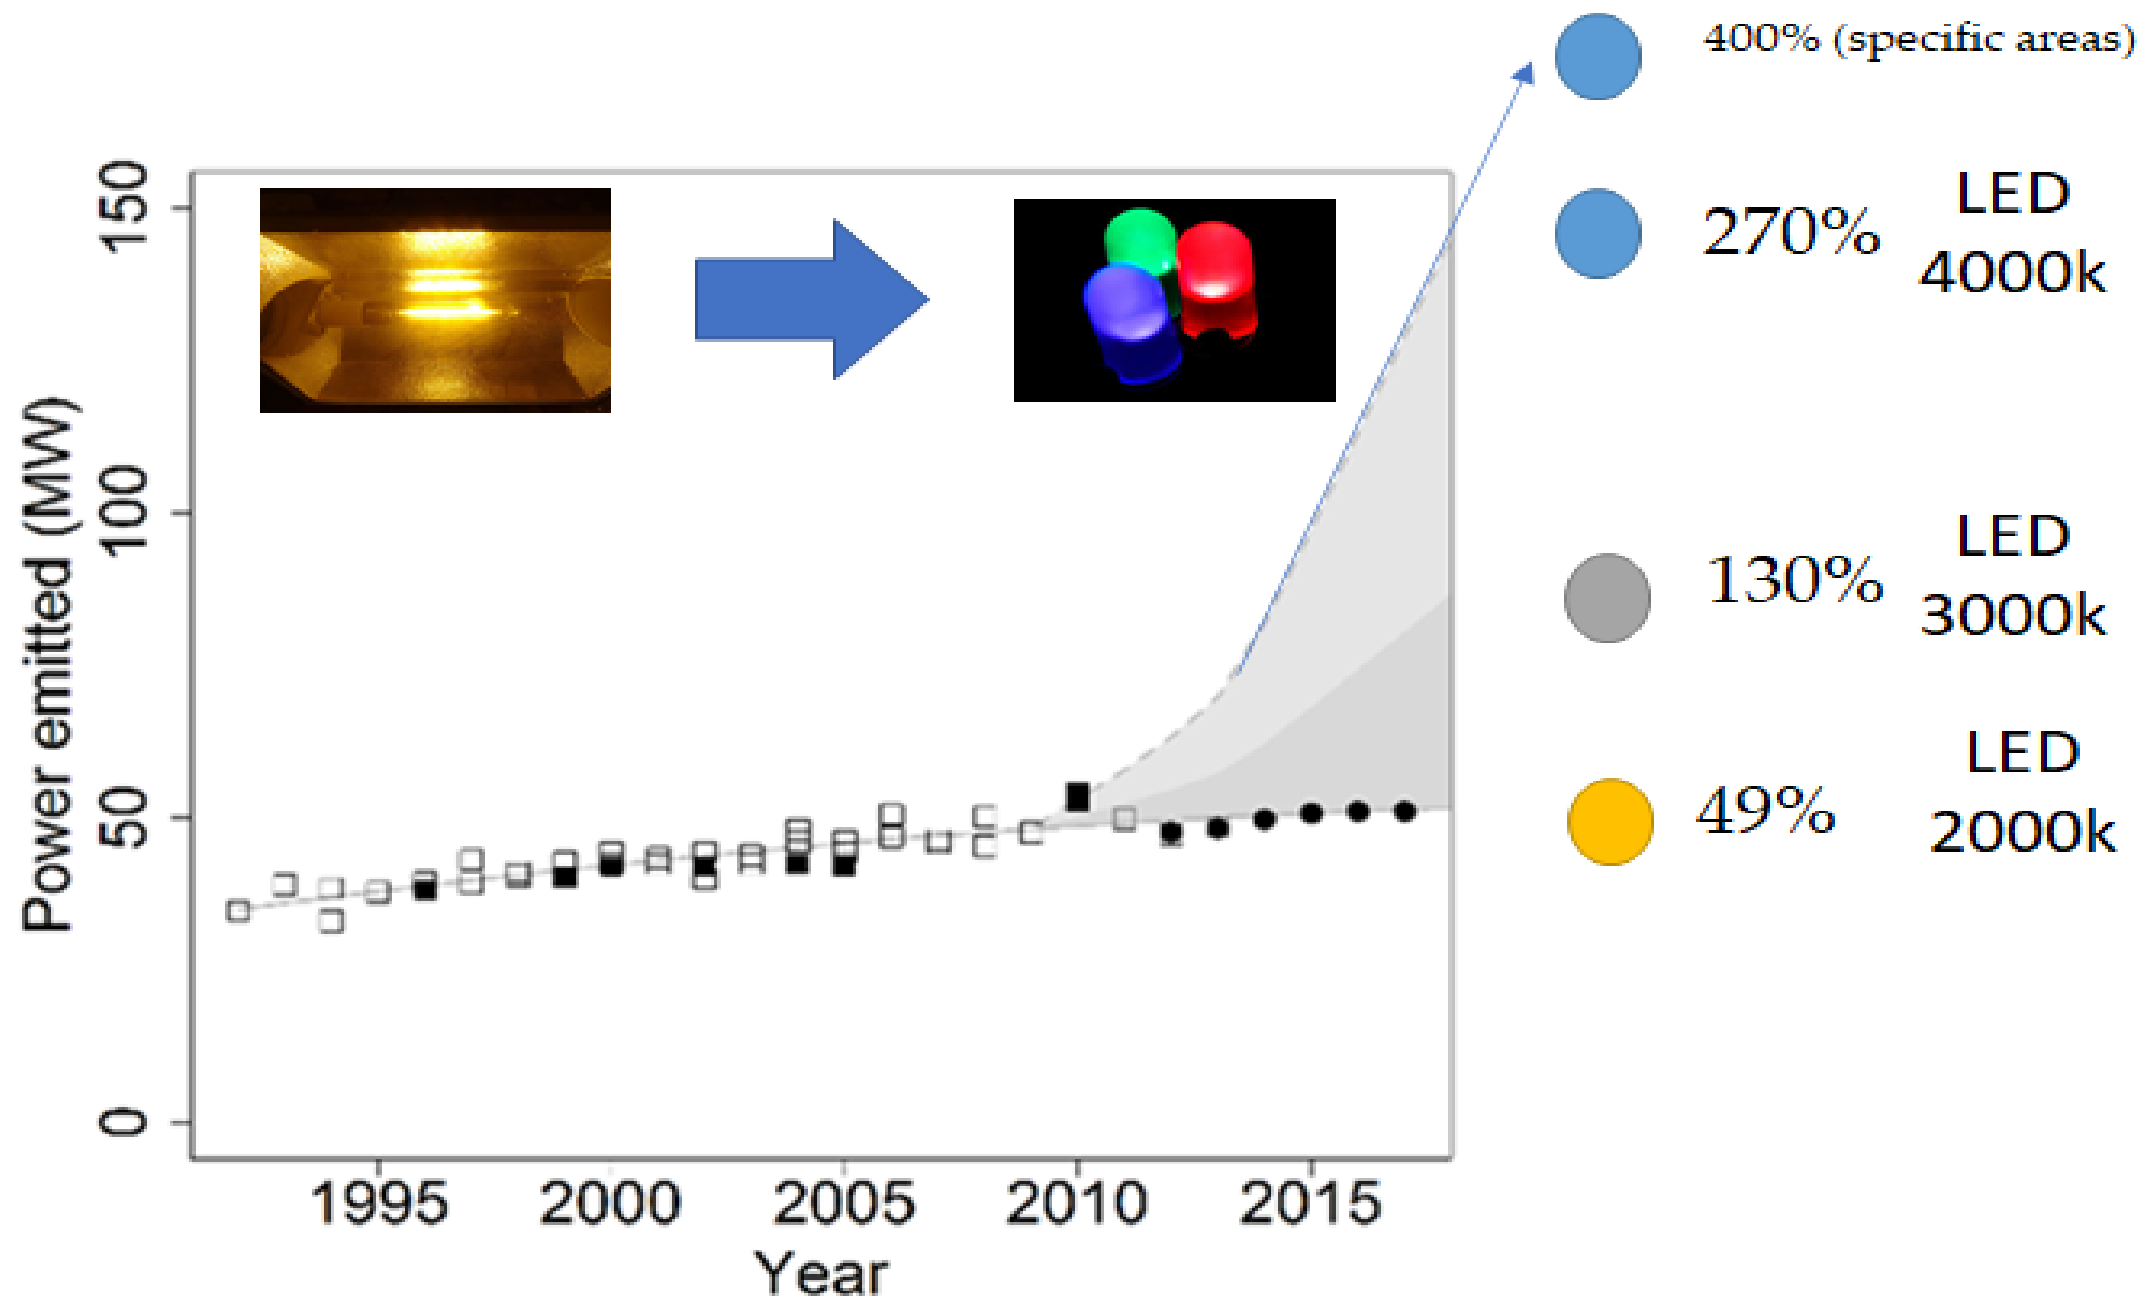 400% (specific areas)
270%
LED
4000k
130%
LED
3000k
49%
LED
2000k
Power emitted (MW)
150
100
50
0
1995 2000 2005 2010 2015
Year